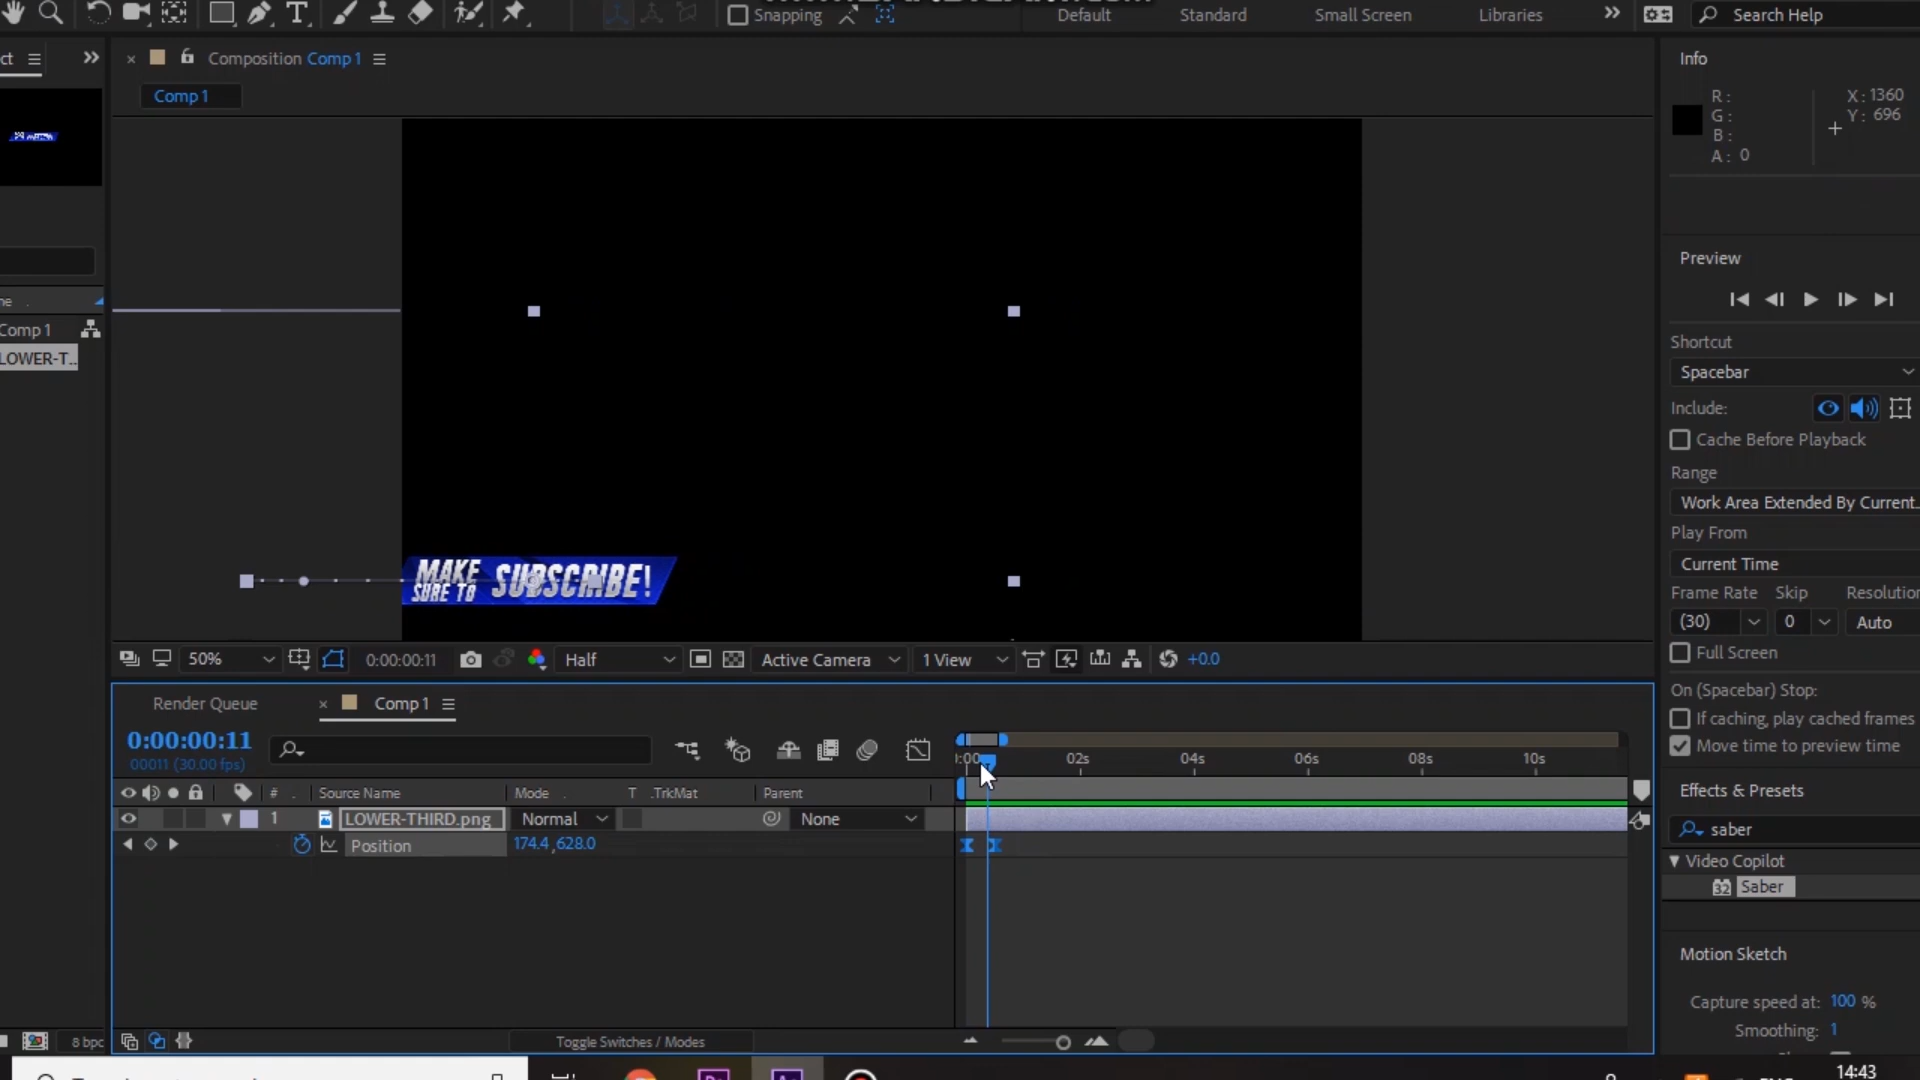 Snapping
Default
Standard
Small Screen
Libraries
Search Help
Composition Comp 1
Comp 1
Info
R :
G :
B :
A : 0
X : 1360
Y : 696
Comp 1
LOWER-T..
MAKE SURE TO SUBSCRIBE!
50%
0:00:00:11
Half
Active Camera
1 View
+0.0
Preview
Shortcut
Spacebar
Include:
Cache Before Playback
Range
Work Area Extended By Current..
Play From
Current Time
Frame Rate Skip Resolution
(30) 0 Auto
Full Screen
On (Spacebar) Stop:
If caching, play cached frames
Move time to preview time
Effects & Presets
saber
Video Copilot
32 Saber
Motion Sketch
Capture speed at: 100 %
Smoothing: 1
Render Queue
Comp 1
0:00:00:11
00011 (30.00 fps)
02s 04s 06s 08s 10s
# Source Name Mode T .TrkMat Parent
1 LOWER-THIRD.png Normal None
Position 174.4 ,628.0
8 bpc
Toggle Switches / Modes
14:43